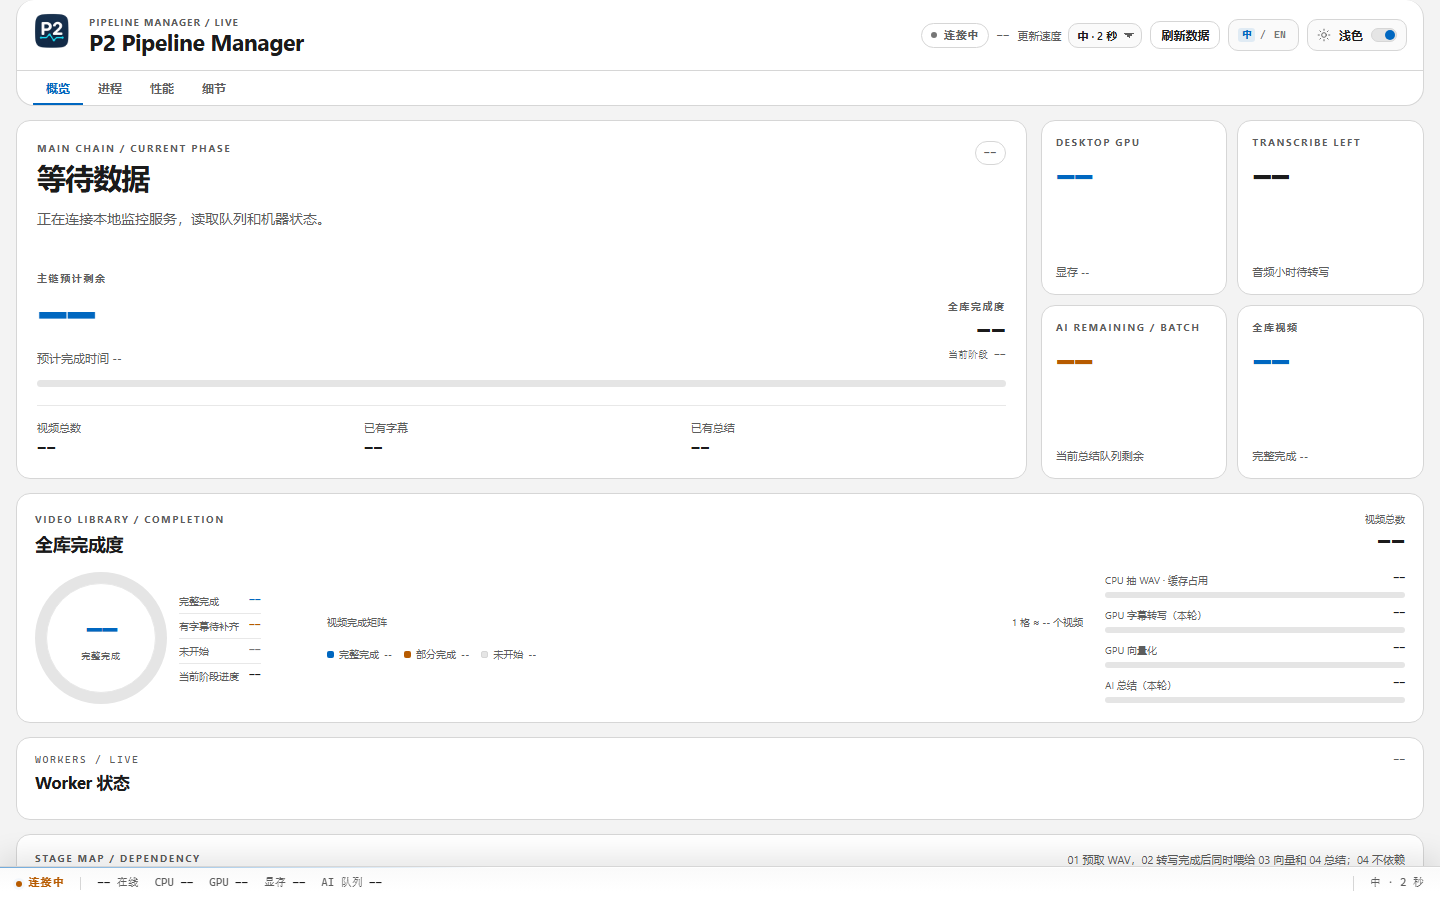 P2
PIPELINE MANAGER / LIVE
P2 Pipeline Manager
连接中
-- 更新速度
中 · 2 秒
刷新数据
中 / EN
浅色
概览 进程 性能 细节
MAIN CHAIN / CURRENT PHASE
--
等待数据
正在连接本地监控服务，读取队列和机器状态。
主链预计剩余
--
预计完成时间 --
全库完成度
--
当前阶段 --
视频总数
--
已有字幕
--
已有总结
--
DESKTOP GPU
--
显存 --
TRANSCRIBE LEFT
--
音频小时待转写
AI REMAINING / BATCH
--
当前总结队列剩余
全库视频
--
完整完成 --
VIDEO LIBRARY / COMPLETION
全库完成度
视频总数
--
--
完整完成
完整完成 --
有字幕待补齐 --
未开始 --
当前阶段进度 --
视频完成矩阵
1 格 ≈ -- 个视频
完整完成 -- 部分完成 -- 未开始 --
CPU 抽 WAV · 缓存占用 --
GPU 字幕转写（本轮） --
GPU 向量化 --
AI 总结（本轮） --
WORKERS / LIVE
--
Worker 状态
STAGE MAP / DEPENDENCY
01 预取 WAV，02 转写完成后同时喂给 03 向量和 04 总结；04 不依赖
连接中 -- 在线 CPU -- GPU -- 显存 -- AI 队列 --
中 · 2 秒